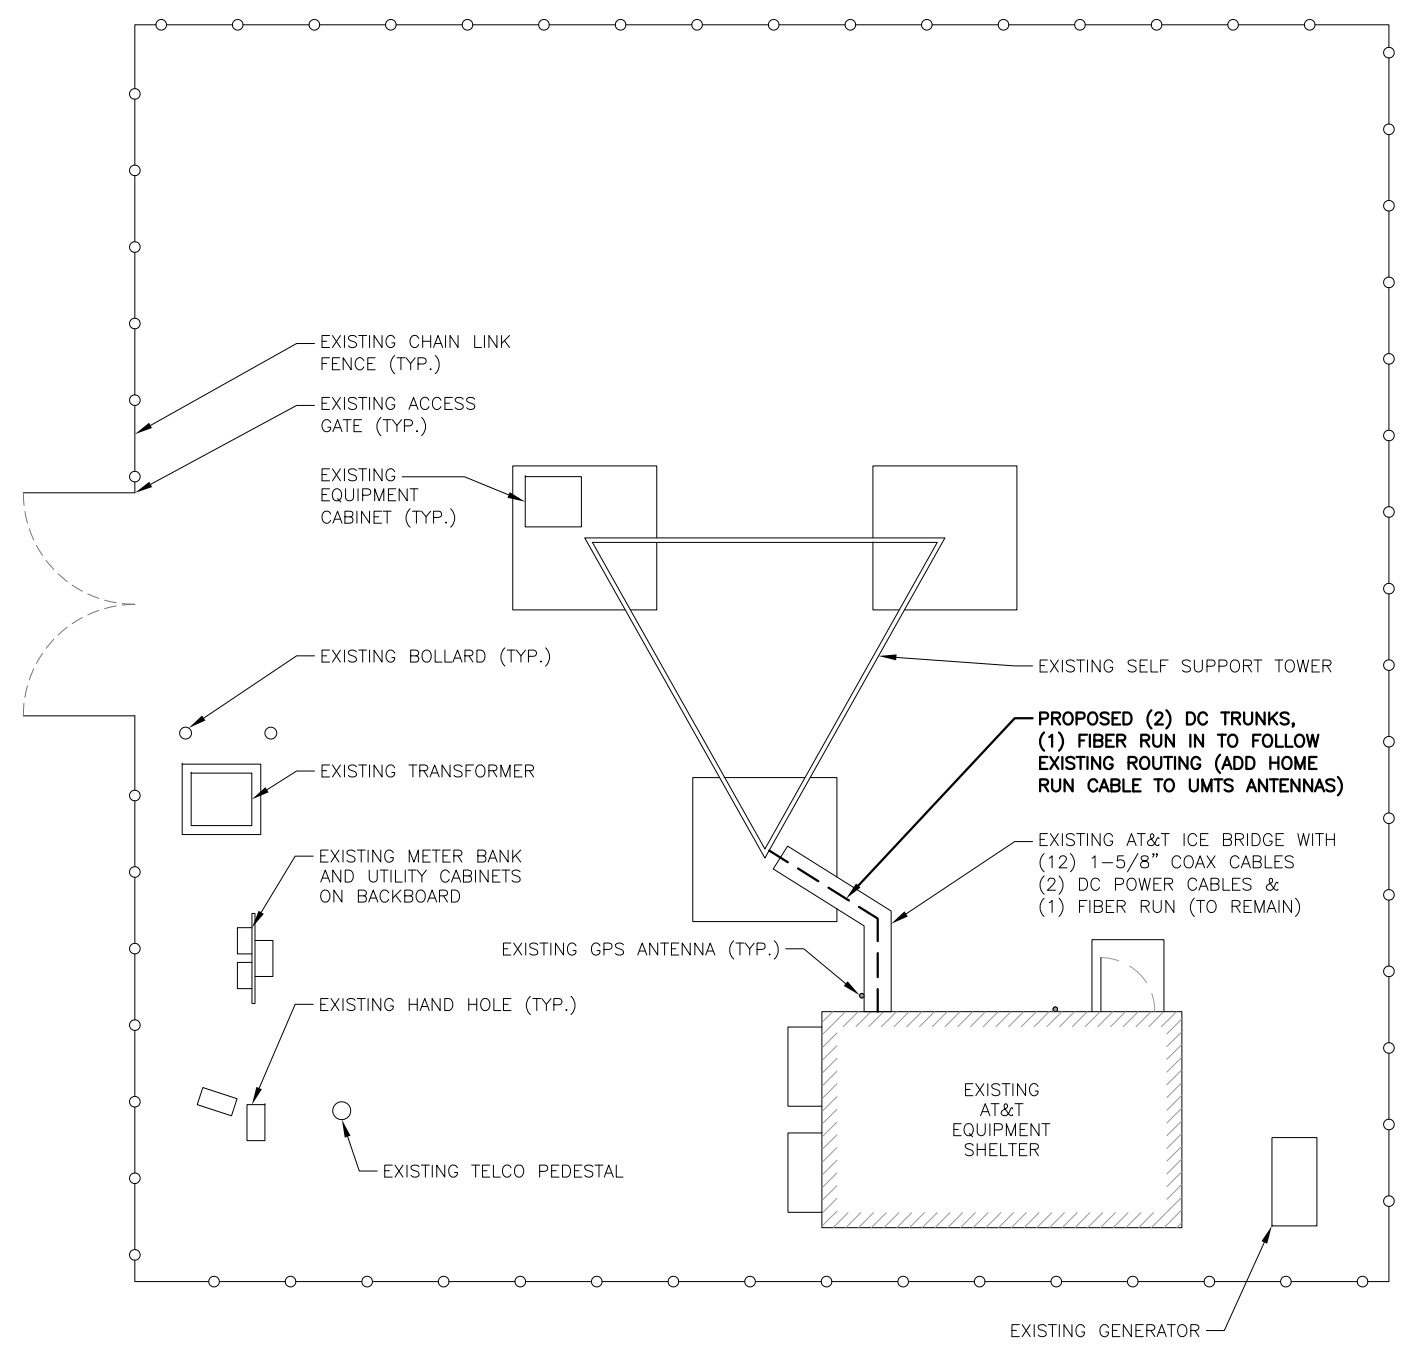 EXISTING CHAIN LINK
FENCE (TYP.)
EXISTING ACCESS
GATE (TYP.)
EXISTING
EQUIPMENT
CABINET (TYP.)
EXISTING BOLLARD (TYP.)
EXISTING SELF SUPPORT TOWER
PROPOSED (2) DC TRUNKS,
(1) FIBER RUN IN TO FOLLOW
EXISTING ROUTING (ADD HOME
RUN CABLE TO UMTS ANTENNAS)
EXISTING TRANSFORMER
EXISTING METER BANK
AND UTILITY CABINETS
ON BACKBOARD
EXISTING AT&T ICE BRIDGE WITH
(12) 1-5/8" COAX CABLES
(2) DC POWER CABLES &
(1) FIBER RUN (TO REMAIN)
EXISTING GPS ANTENNA (TYP.)
EXISTING HAND HOLE (TYP.)
EXISTING
AT&T
EQUIPMENT
SHELTER
EXISTING TELCO PEDESTAL
EXISTING GENERATOR